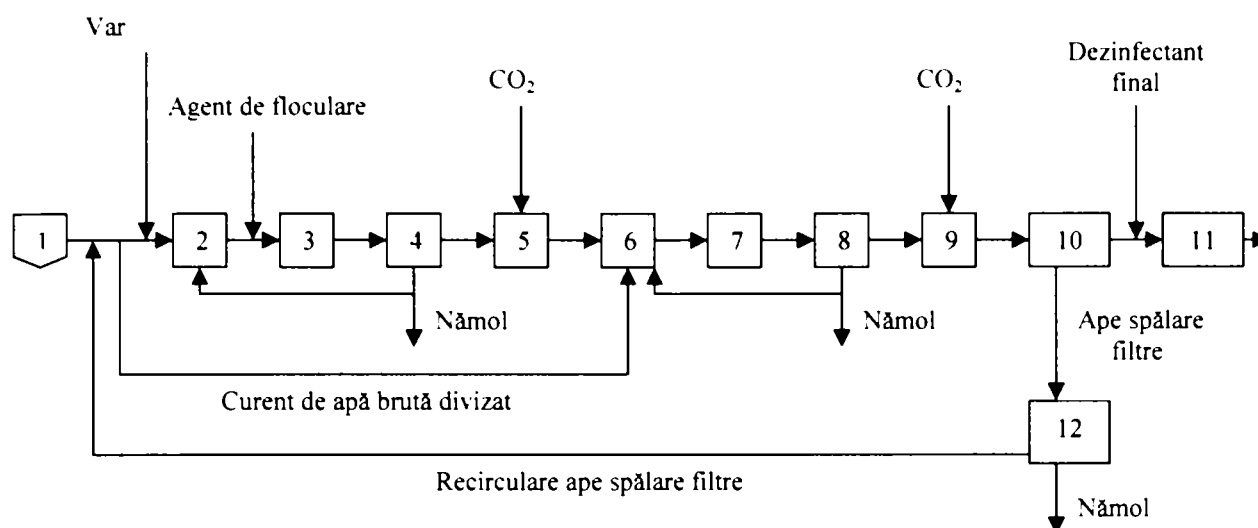 Var
Dezinfectant
final
CO₂
CO₂
Agent de floculare
1
2
3
4
5
6
7
8
9
10
11
Nămol
Nămol
Ape spălare
filtre
Curent de apă brută divizat
12
Recirculare ape spălare filtre
Nămol